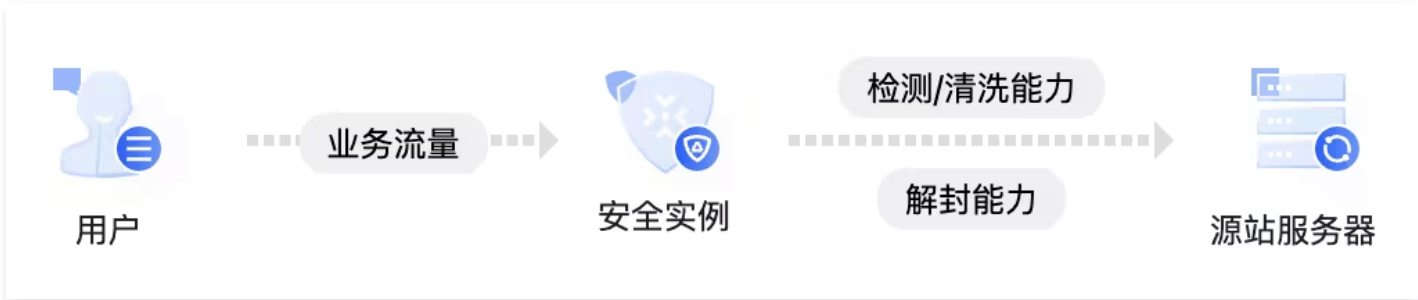 用户
业务流量
安全实例
检测/清洗能力
解封能力
源站服务器